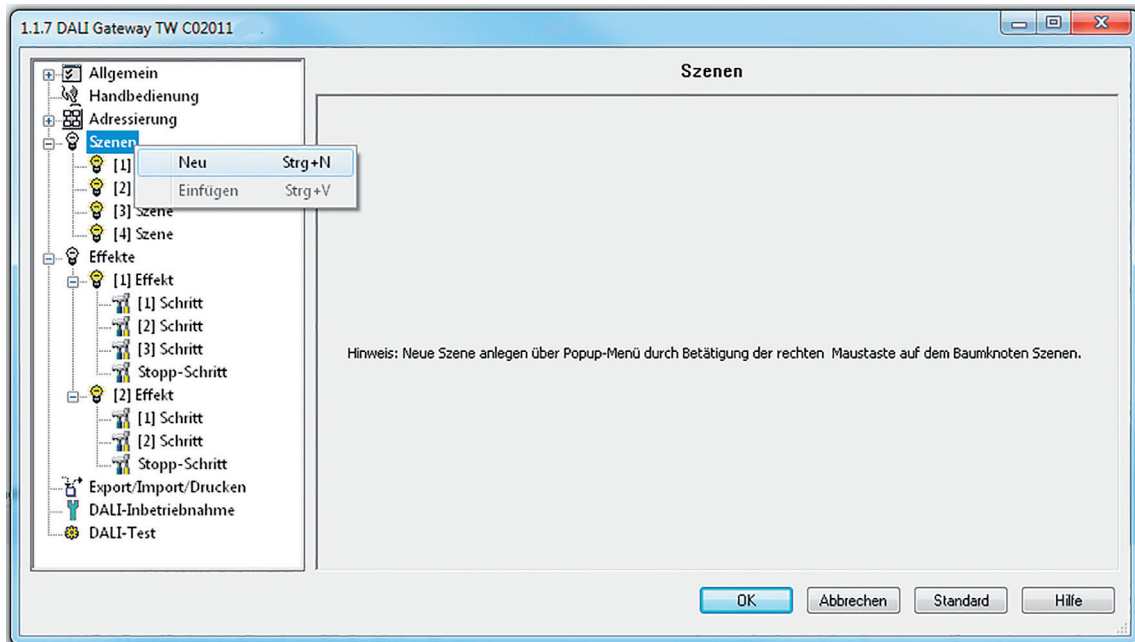 1.1.7 DALI Gateway TW C02011
Allgemein
Handbedienung
Adressierung
Szenen
[1]
[2]
[3] Szene
[4] Szene
Neu Strg+N
Einfügen Strg+V
Effekte
[1] Effekt
[1] Schritt
[2] Schritt
[3] Schritt
Stopp-Schritt
[2] Effekt
[1] Schritt
[2] Schritt
Stopp-Schritt
Export/Import/Drucken
DALI-Inbetriebnahme
DALI-Test
Szenen
Hinweis: Neue Szene anlegen über Popup-Menü durch Betätigung der rechten Maustaste auf dem Baumknoten Szenen.
OK Abbrechen Standard Hilfe